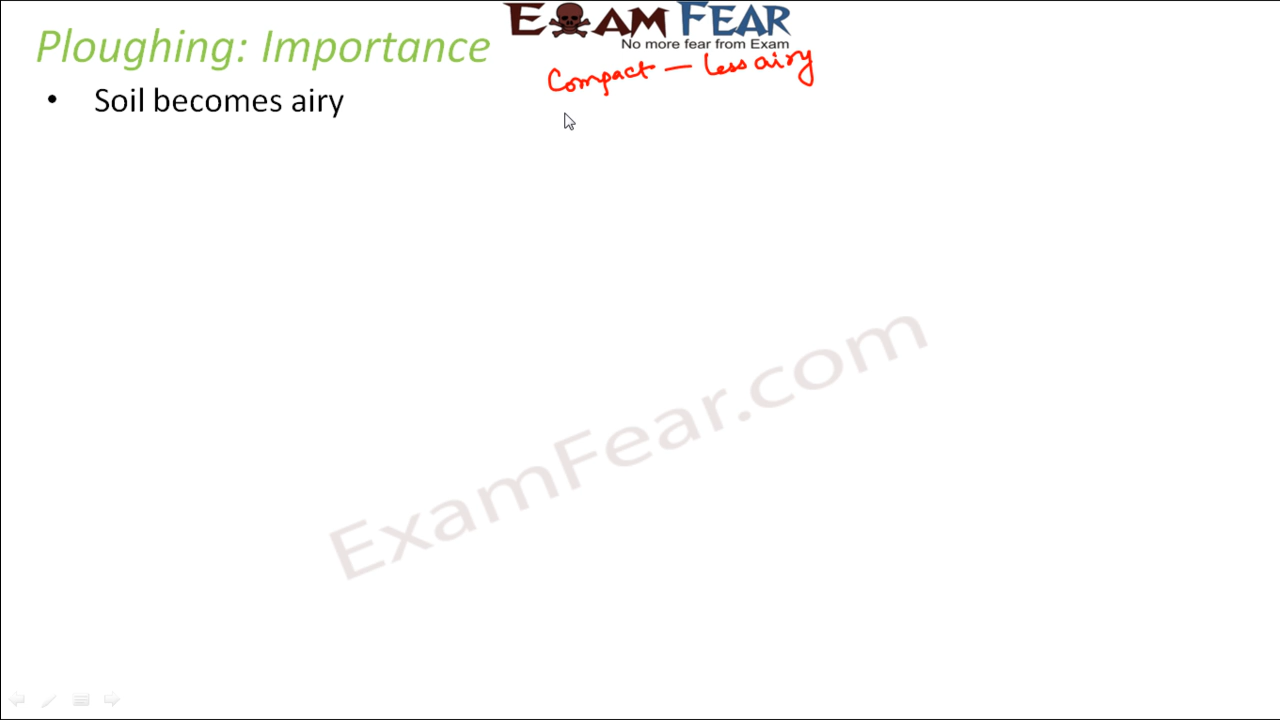 Ploughing: Importance
EXAM FEAR
No more fear from Exam
Compact — Less airy
• Soil becomes airy
ExamFear.com